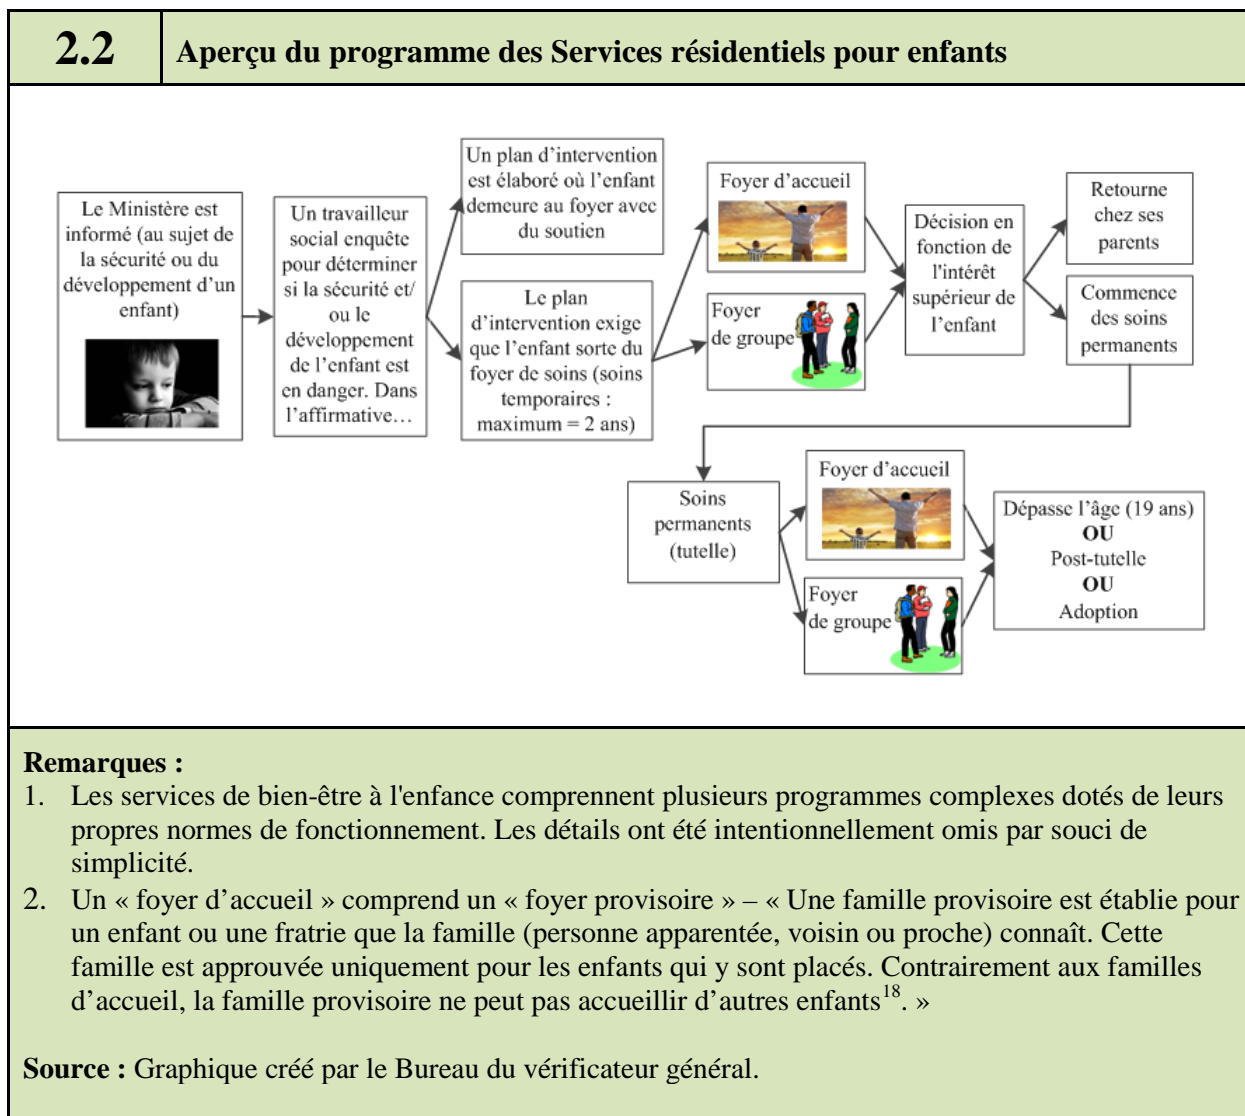 2.2
Aperçu du programme des Services résidentiels pour enfants
Le Ministère est
informé (au sujet de
la sécurité ou du
développement d’un
enfant)
Un travailleur
social enquête
pour déterminer
si la sécurité et/
ou le
développement
de l’enfant est
en danger. Dans
l’affirmative…
Un plan d’intervention
est élaboré où l’enfant
demeure au foyer avec
du soutien
Le plan
d’intervention exige
que l’enfant sorte du
foyer de soins (soins
temporaires :
maximum = 2 ans)
Foyer d’accueil
Foyer
de groupe
Décision en
fonction de
l'intérêt
supérieur de
l’enfant
Retourne
chez ses
parents
Commence
des soins
permanents
Soins
permanents
(tutelle)
Foyer d’accueil
Foyer
de groupe
Dépasse l’âge (19 ans)
OU
Post-tutelle
OU
Adoption
Remarques :
1. Les services de bien-être à l'enfance comprennent plusieurs programmes complexes dotés de leurs
propres normes de fonctionnement. Les détails ont été intentionnellement omis par souci de
simplicité.
2. Un « foyer d’accueil » comprend un « foyer provisoire » – « Une famille provisoire est établie pour
un enfant ou une fratrie que la famille (personne apparentée, voisin ou proche) connaît. Cette
famille est approuvée uniquement pour les enfants qui y sont placés. Contrairement aux familles
d’accueil, la famille provisoire ne peut pas accueillir d’autres enfants18. »
Source : Graphique créé par le Bureau du vérificateur général.